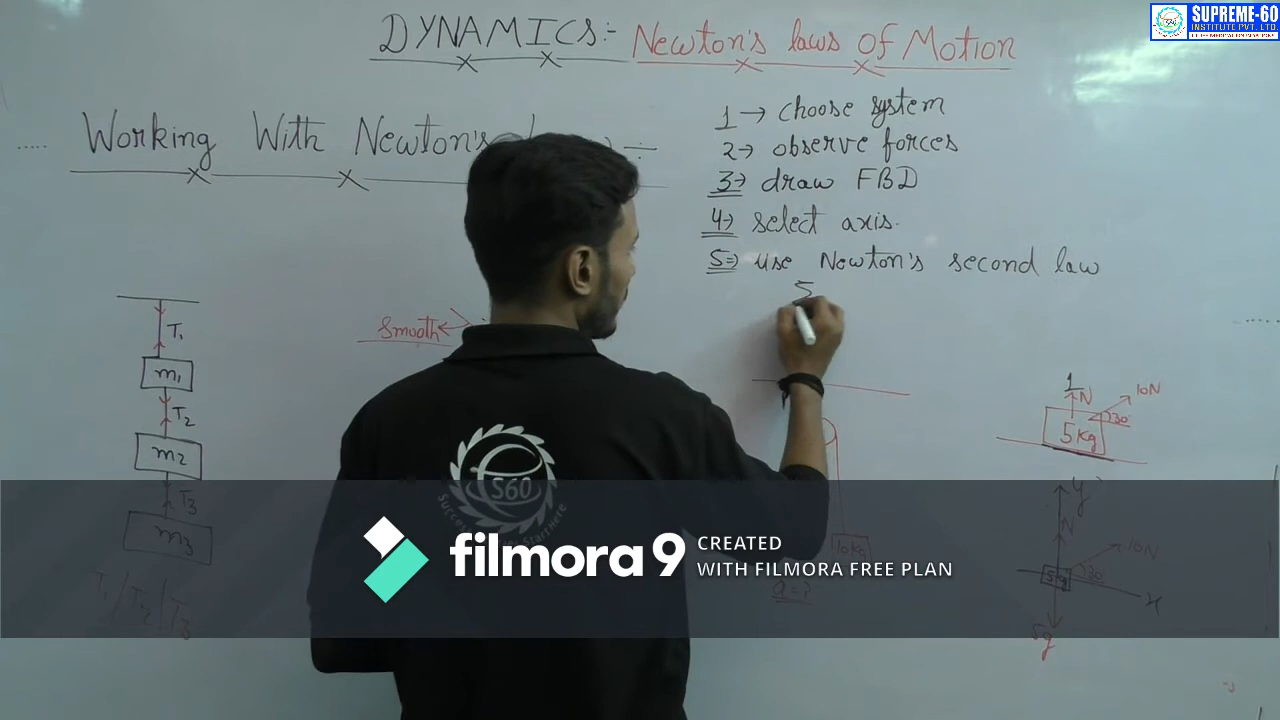 DYNAMICS:- Newton's laws of Motion
SUPREME-60
INSTITUTE PVT. LTD.
Working With Newton's
1 → choose system
2 → observe forces
3 → draw FBD
4 → select axis.
5 → use Newton's second law
smooth
T1
m1
T2
m2
T3
m3
T1/T2/T3
10kg
a=?
N
10N
30°
5kg
y
N
10N
30°
5kg
x
5g
S60
filmora 9
CREATED
WITH FILMORA FREE PLAN